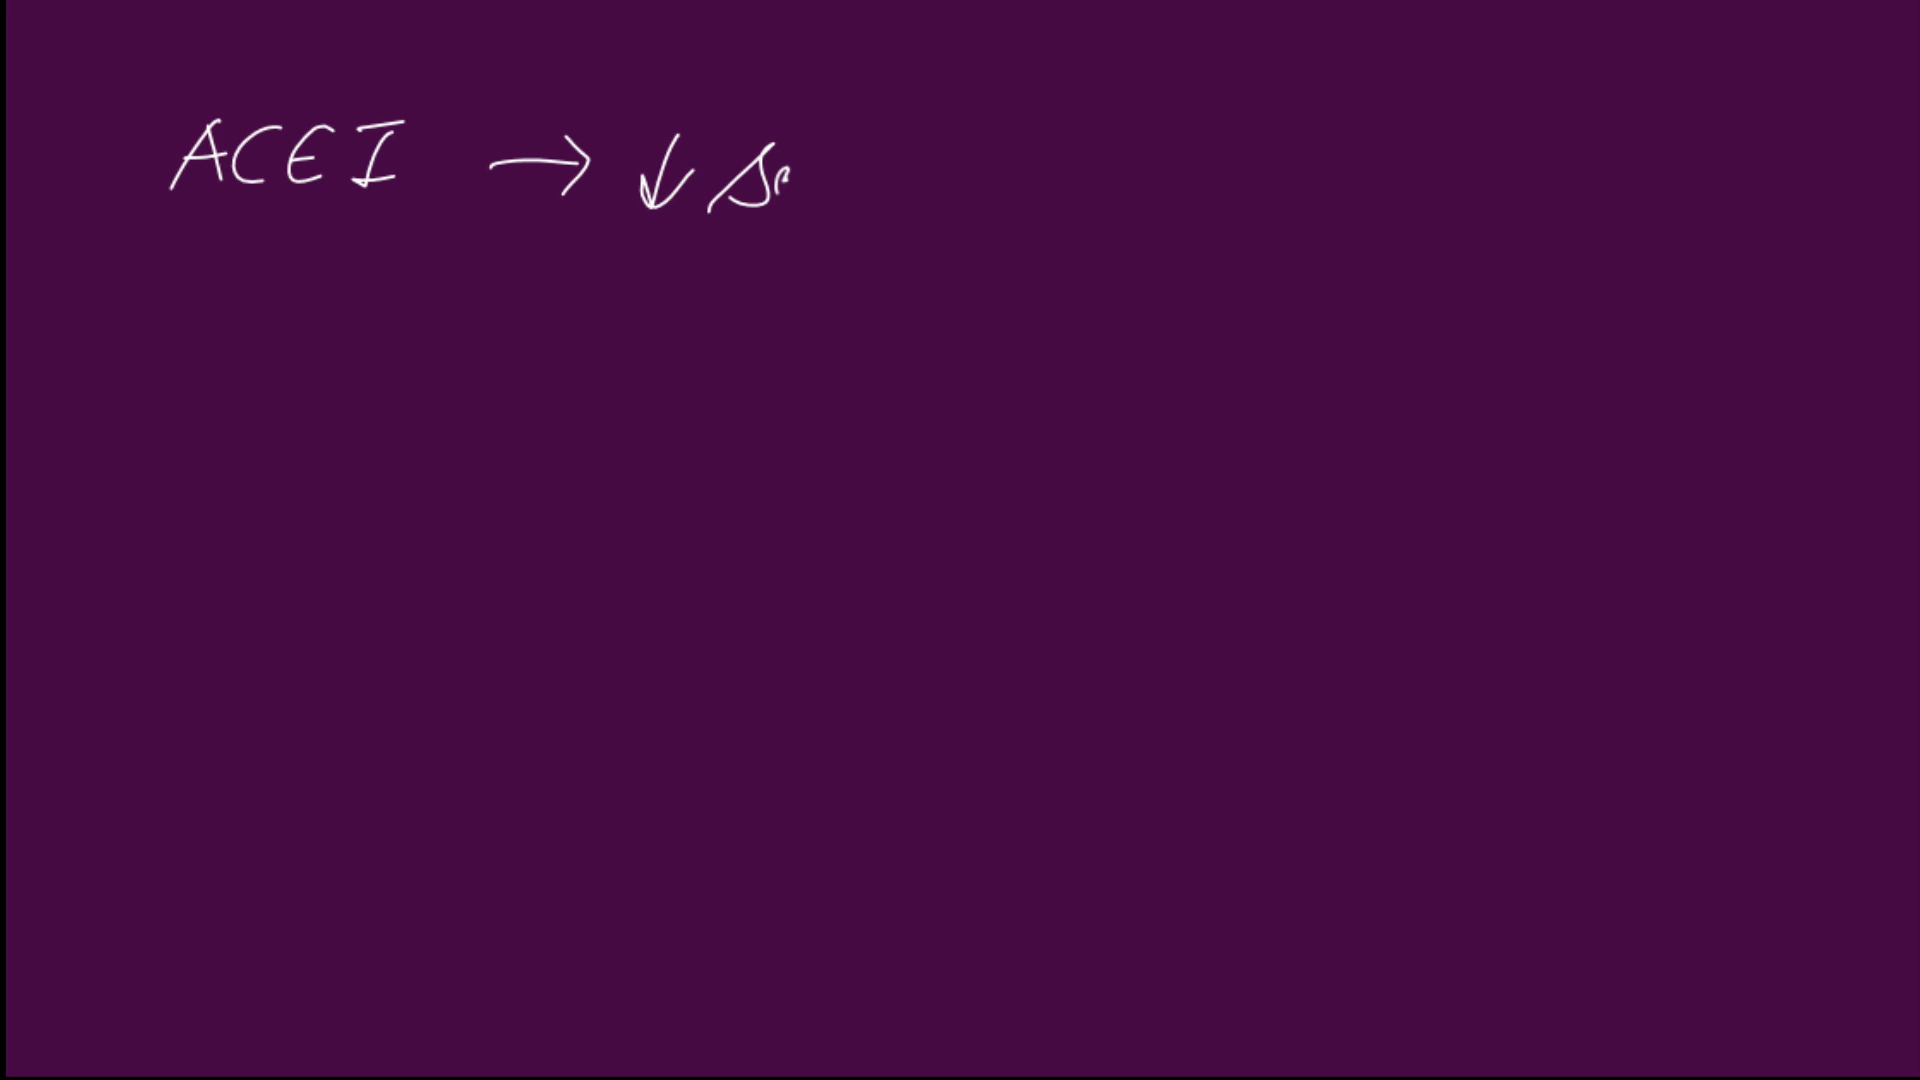 ACEI → ↓ s